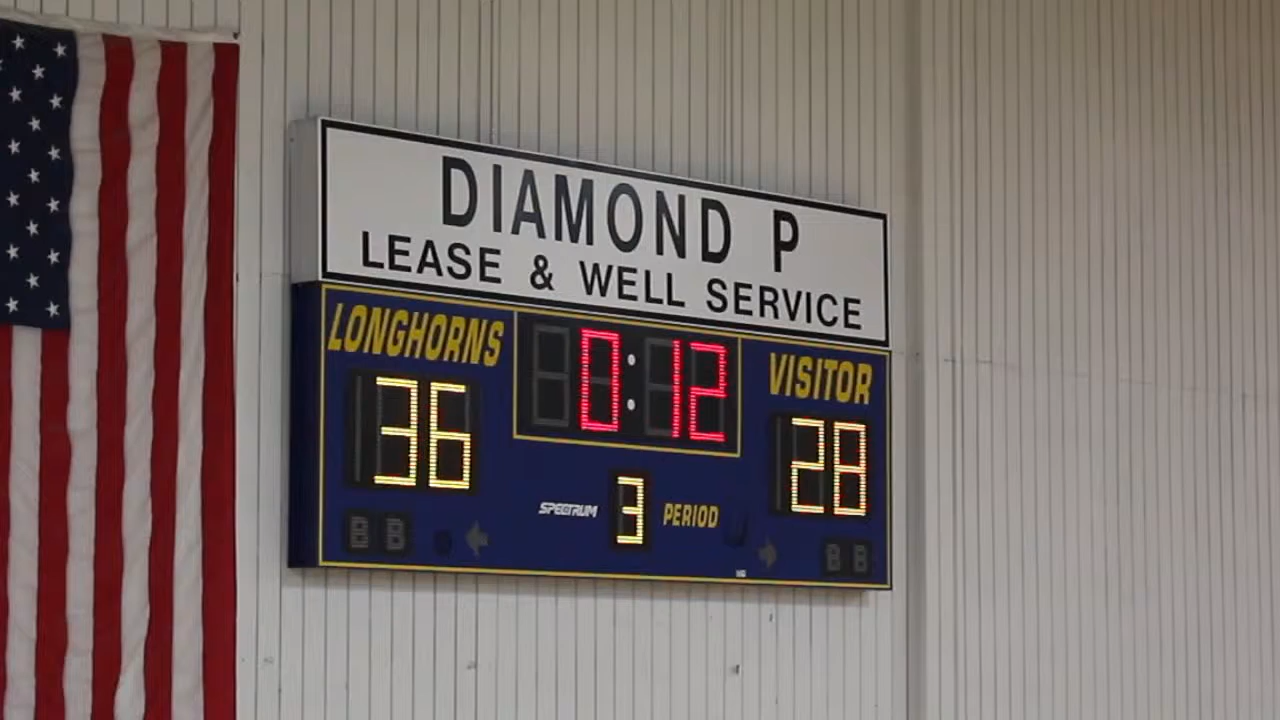 DIAMOND P
LEASE & WELL SERVICE
LONGHORNS
0:12
VISITOR
36
28
SPECTRUM
3
PERIOD